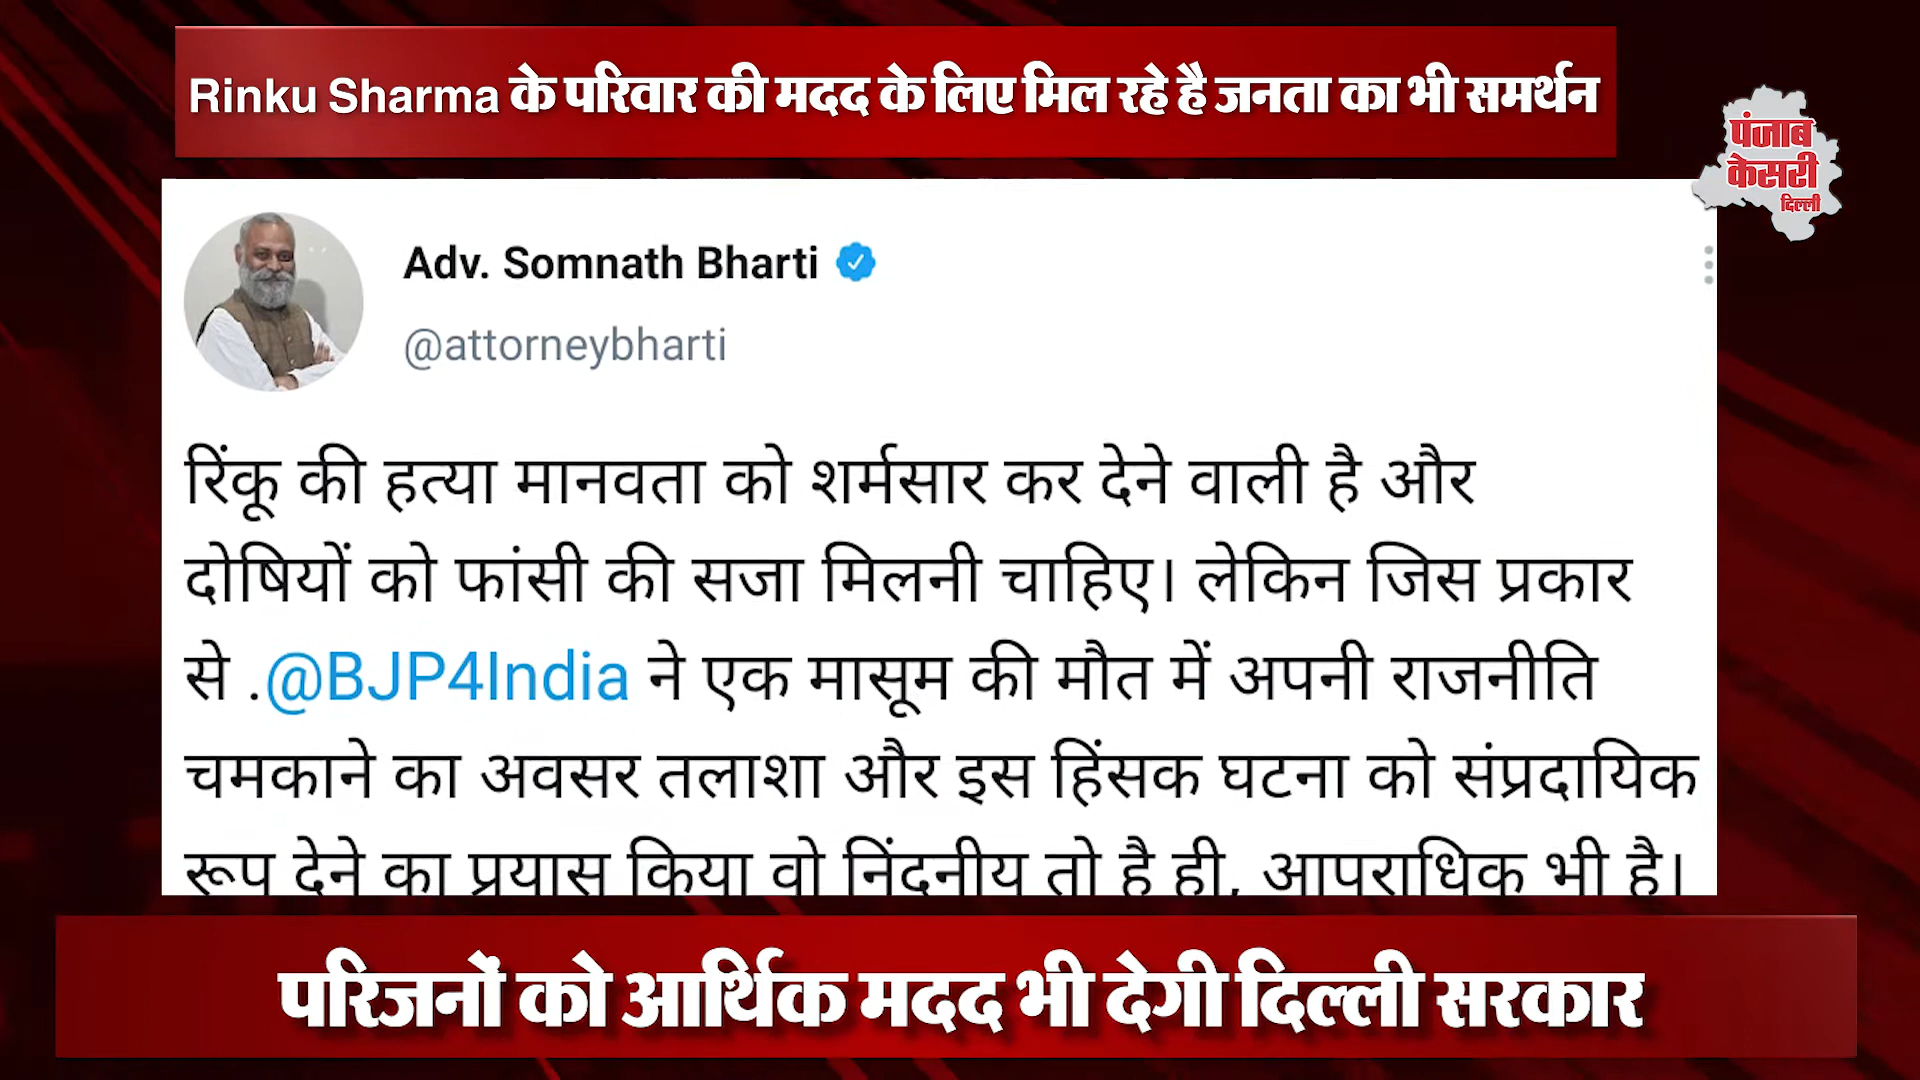 Rinku Sharma के परिवार की मदद के लिए मिल रहे है जनता का भी समर्थन
पंजाब
केसरी
दिल्ली
Adv. Somnath Bharti
@attorneybharti
रिंकू की हत्या मानवता को शर्मसार कर देने वाली है और
दोषियों को फांसी की सजा मिलनी चाहिए। लेकिन जिस प्रकार
से .@BJP4India ने एक मासूम की मौत में अपनी राजनीति
चमकाने का अवसर तलाशा और इस हिंसक घटना को संप्रदायिक
रूप देने का प्रयास किया वो निंदनीय तो है ही, आपराधिक भी है।
परिजनों को आर्थिक मदद भी देगी दिल्ली सरकार